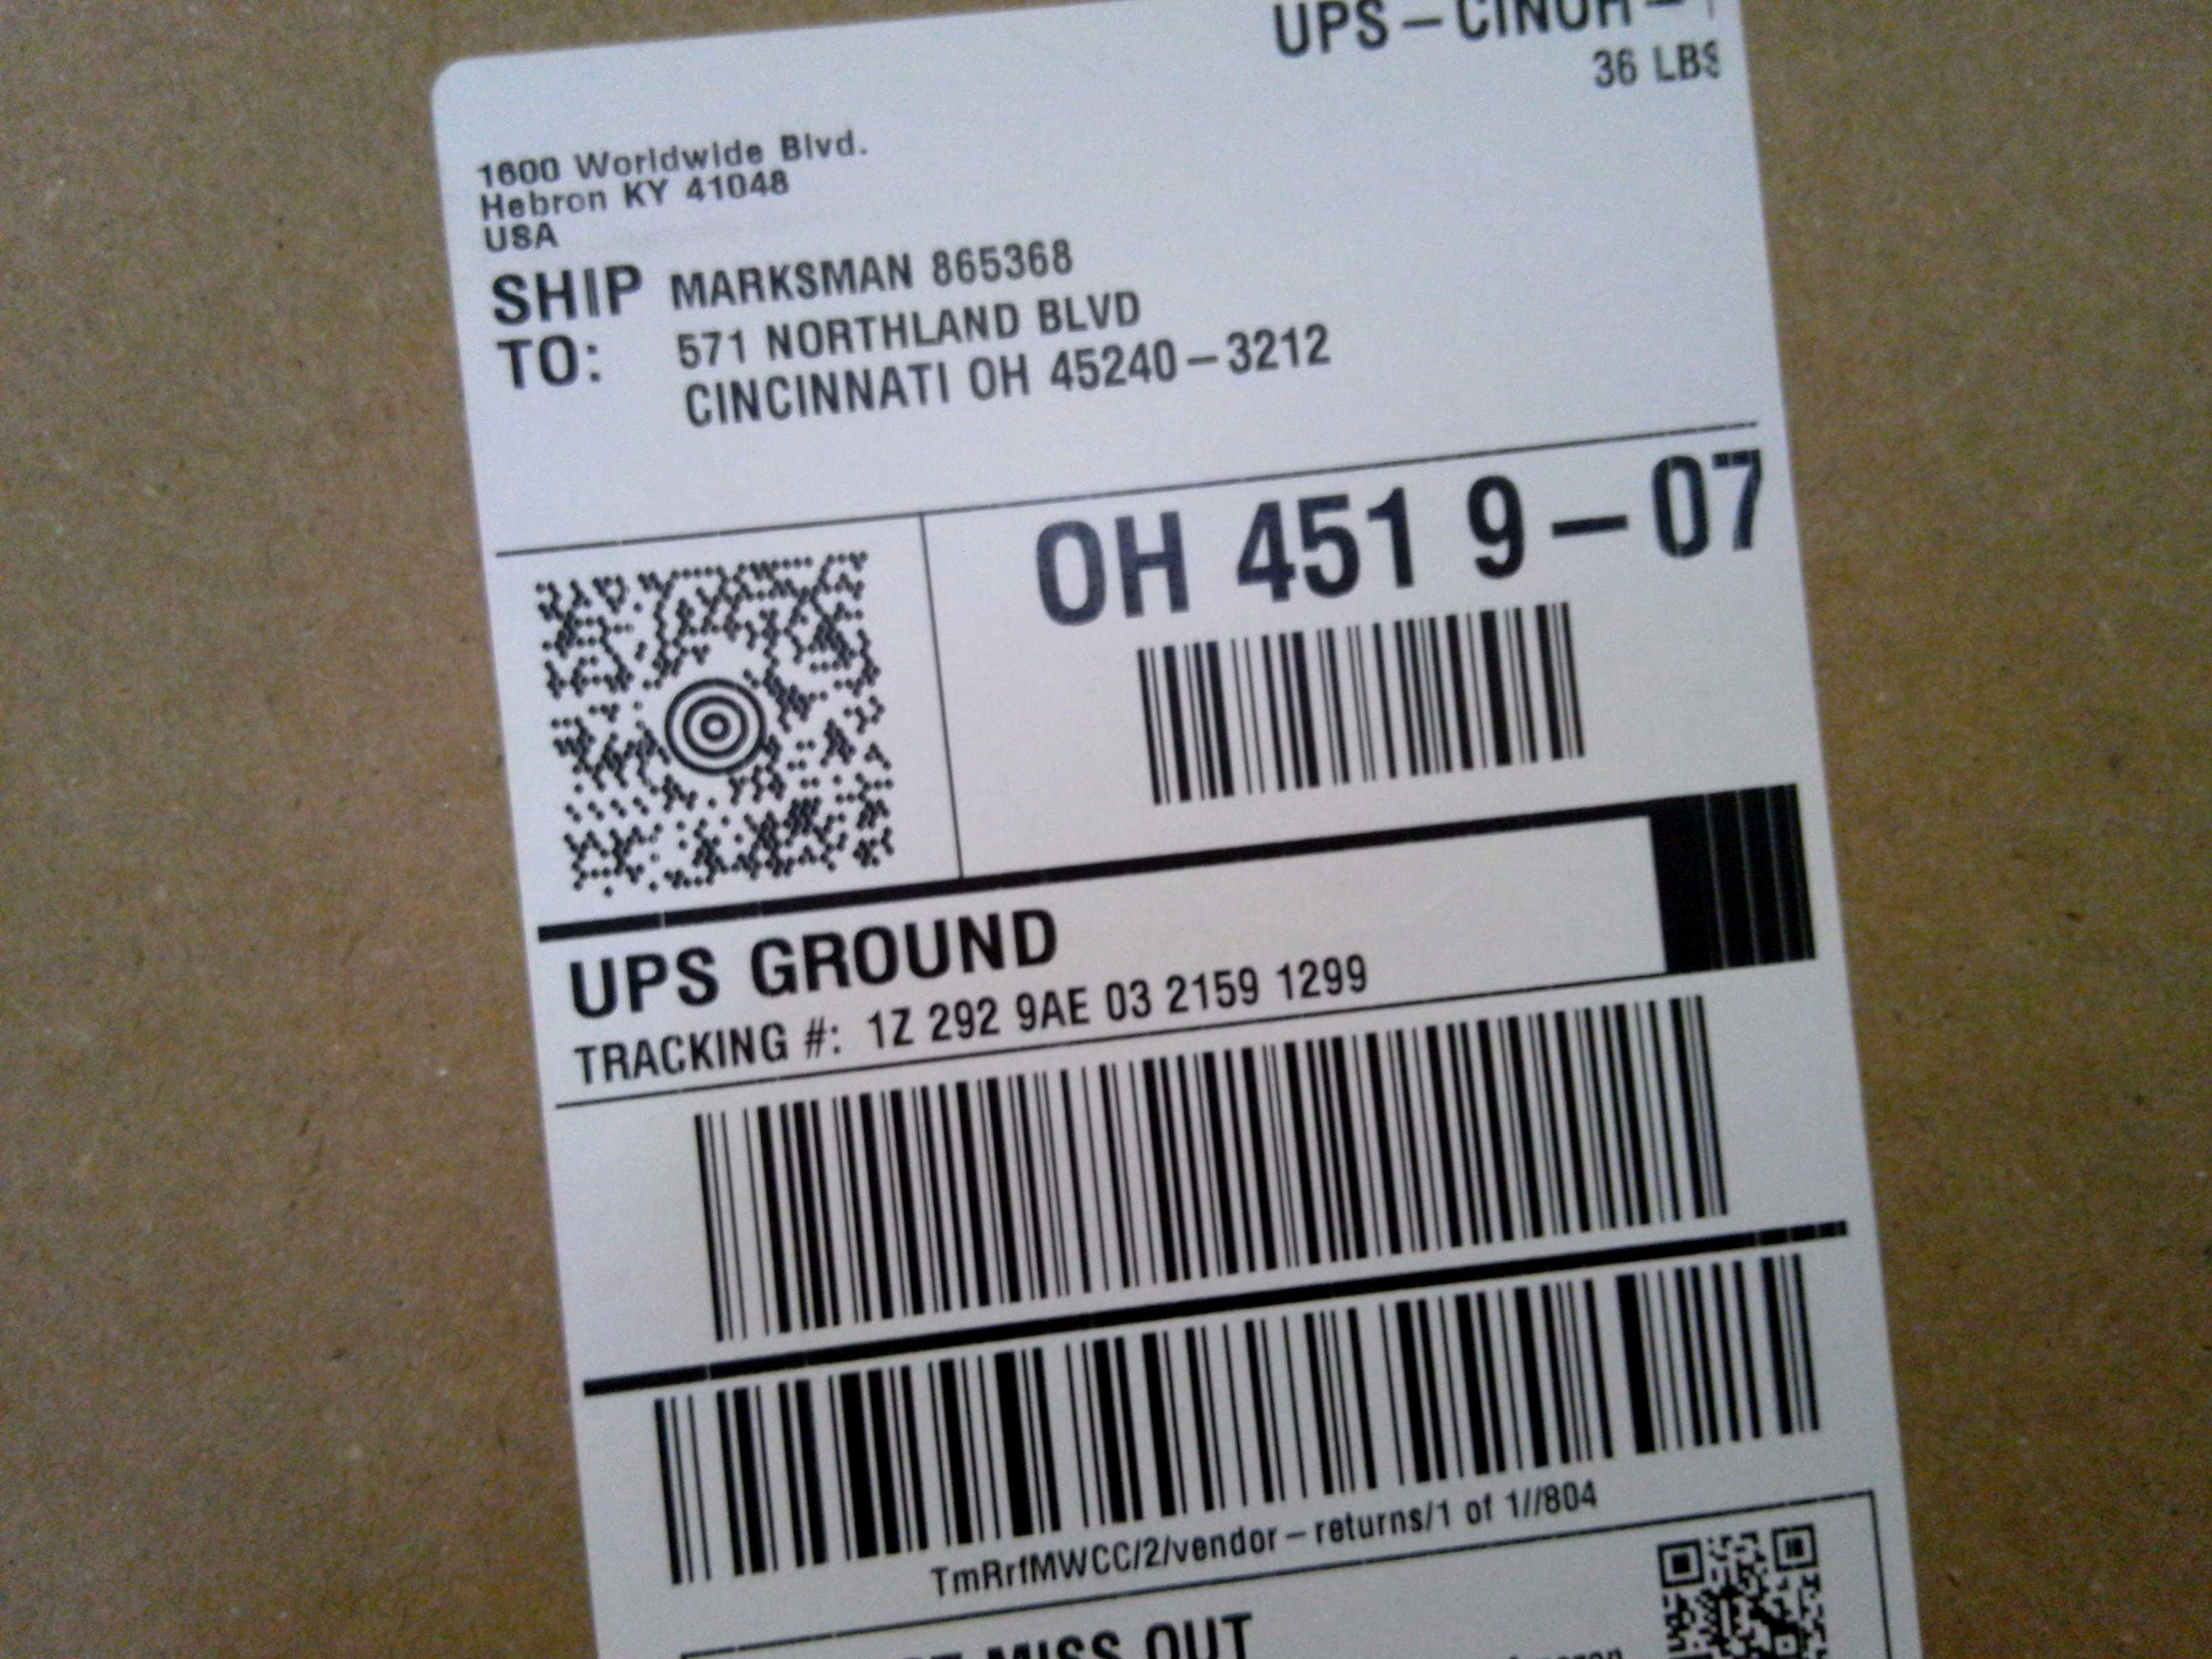 UPS – CINOH –
36 LBS
1600 Worldwide Blvd.
Hebron KY 41048
USA
SHIP TO: MARKSMAN 865368
571 NORTHLAND BLVD
CINCINNATI OH 45240–3212
OH 451 9–07
UPS GROUND
TRACKING #: 1Z 292 9AE 03 2159 1299
TmRrfMWCC/2/vendor–returns/1 of 1//804
MISS OUT